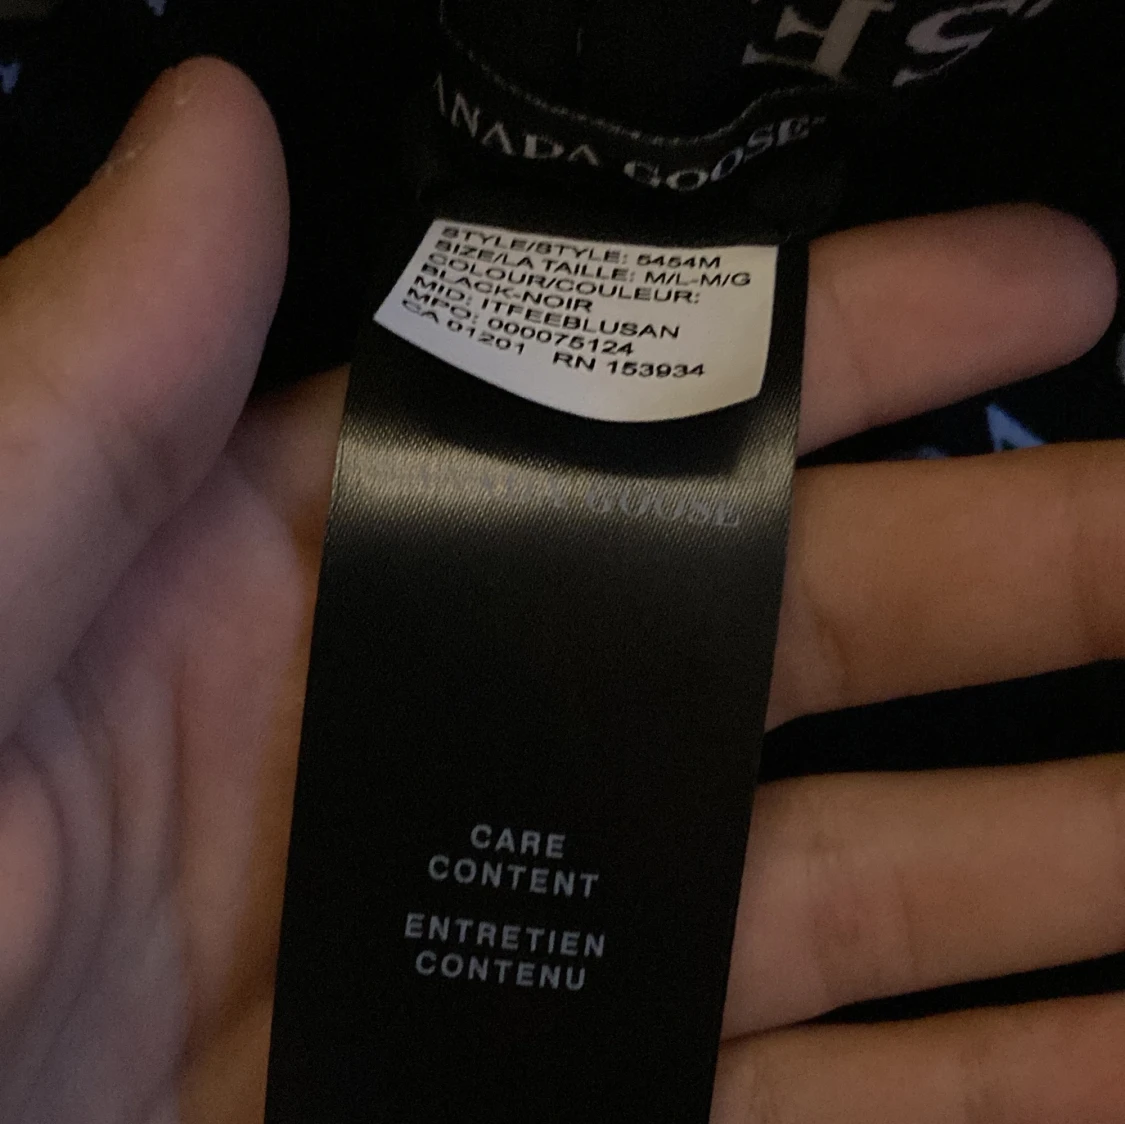 SF
ANADA GOOSE
STYLE/STYLE: 5454M
SIZE/LA TAILLE: M/L-M/G
COLOUR/COULEUR:
BLACK-NOIR
MID: ITFEEBLUSAN
MPO: 000075124
CA 01201 RN 153934
GOOSE
CARE
CONTENT
ENTRETIEN
CONTENU